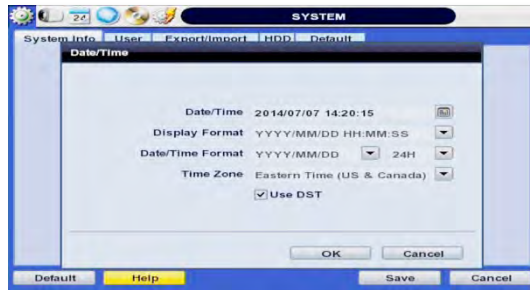 24
SYSTEM
System Info User Export/Import HDD Default
Date/Time
Date/Time 2014/07/07 14:20:15
Display Format YYYY/MM/DD HH:MM:SS
Date/Time Format YYYY/MM/DD 24H
Time Zone Eastern Time (US & Canada)
Use DST
OK Cancel
Default Help Save Cancel